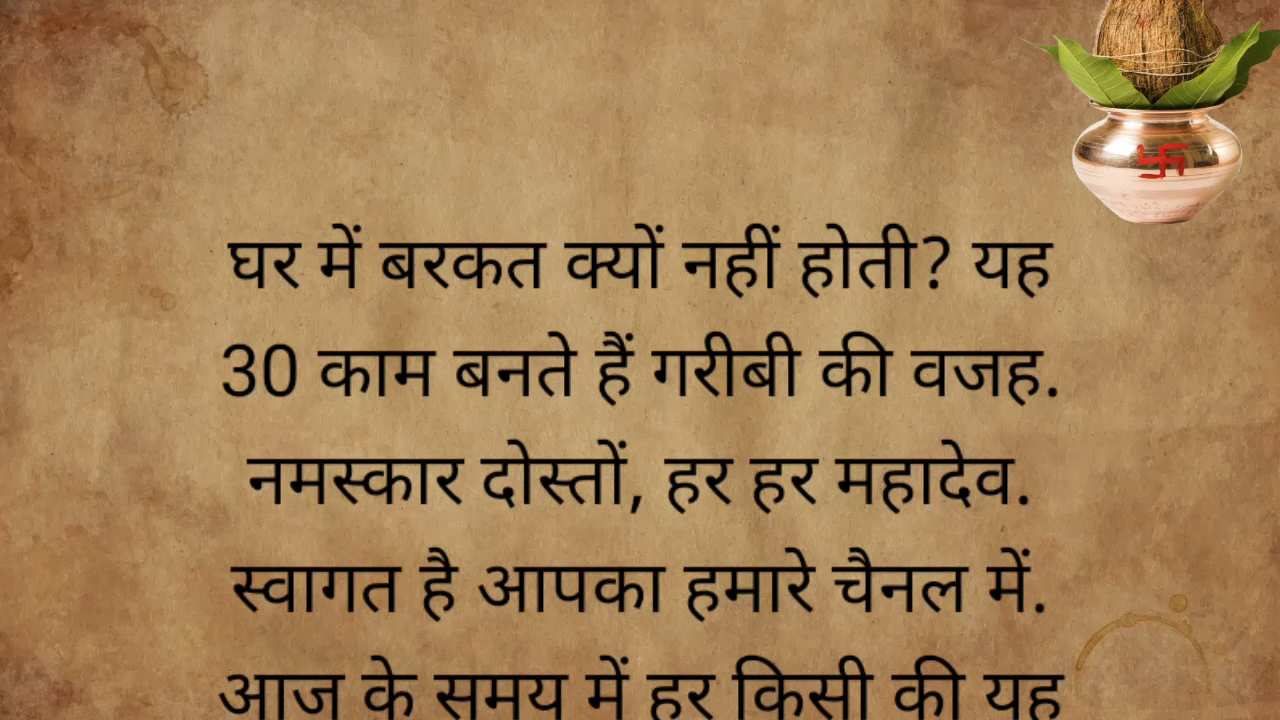 घर में बरकत क्यों नहीं होती? यह
30 काम बनते हैं गरीबी की वजह.
नमस्कार दोस्तों, हर हर महादेव.
स्वागत है आपका हमारे चैनल में.
आज के समय में हर किसी की यह